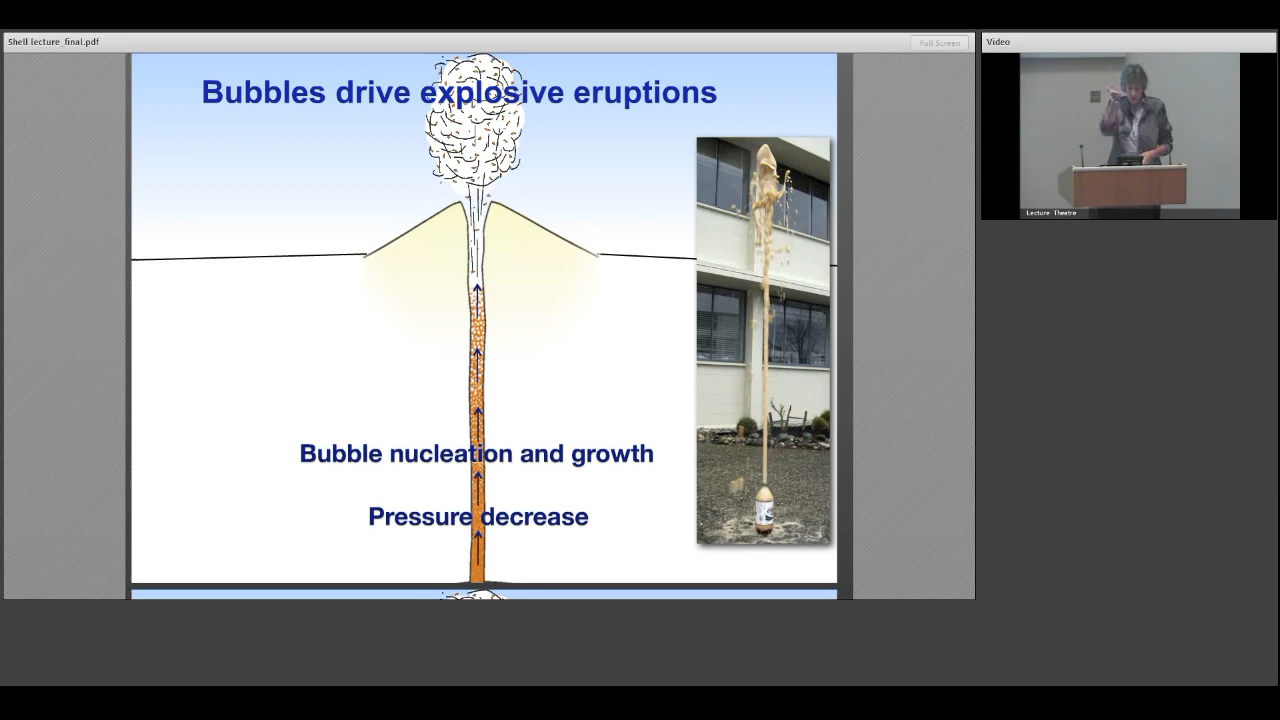 Shell lecture_final.pdf
Full Screen
Video
Bubbles drive explosive eruptions
Lecture Theatre
Bubble nucleation and growth
Pressure decrease